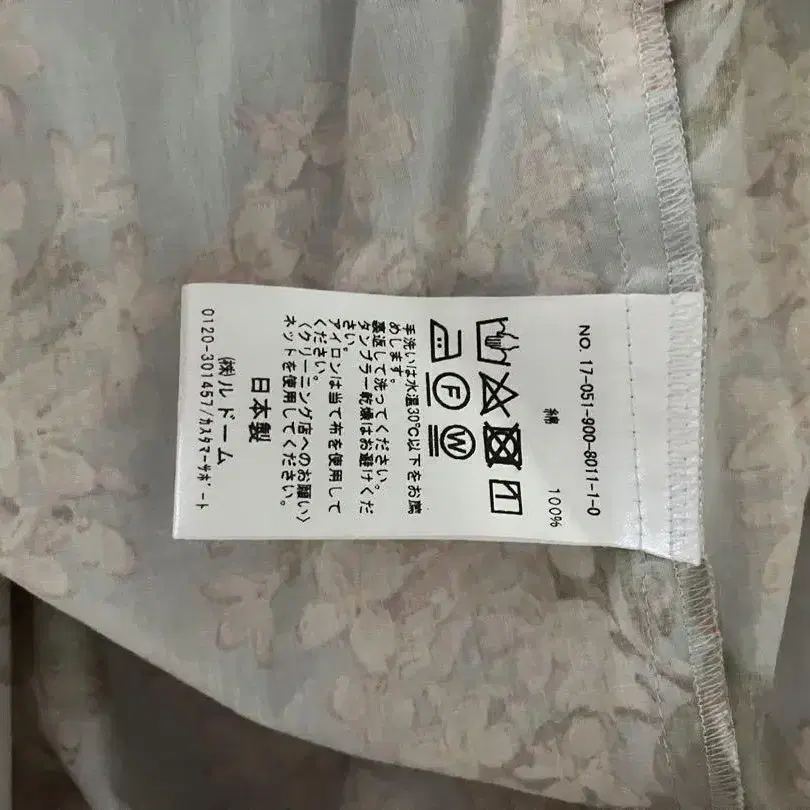 NO. 17-051-900-8011-1-0
綿 100%
F W
手洗いは水温30℃以下をお薦
めします。
裏返して洗ってください。
タンブラー乾燥はお避けくだ
さい。
アイロンは当て布を使用して
ください。
〈クリーニング店へのお願い〉
ネットを使用してください。
日本製
㈱ルドーム
0120-301457/カスタマーサポート